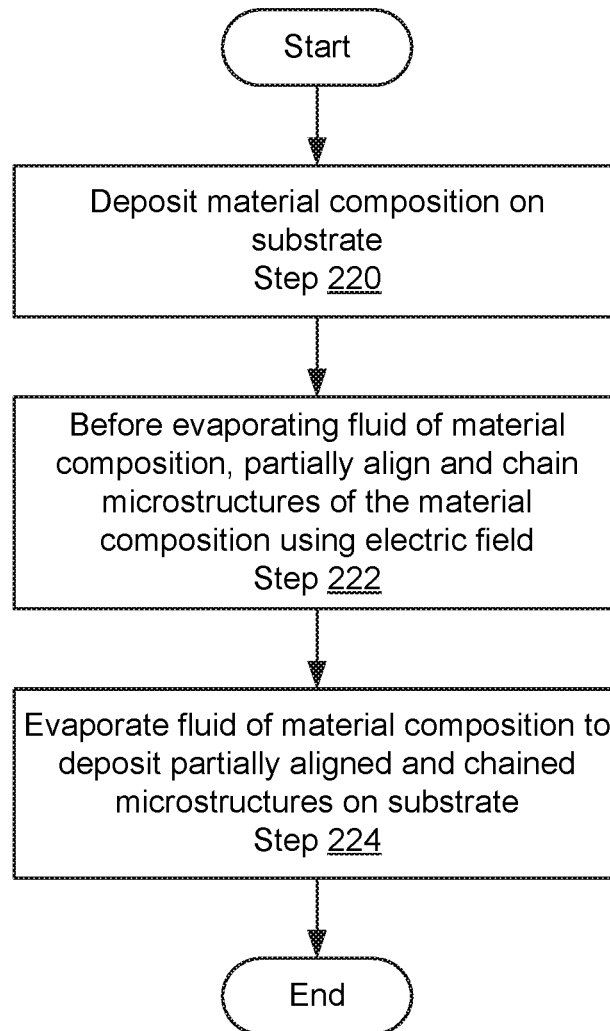 Start
Deposit material composition on
substrate
Step 220
Before evaporating fluid of material
composition, partially align and chain
microstructures of the material
composition using electric field
Step 222
Evaporate fluid of material composition to
deposit partially aligned and chained
microstructures on substrate
Step 224
End